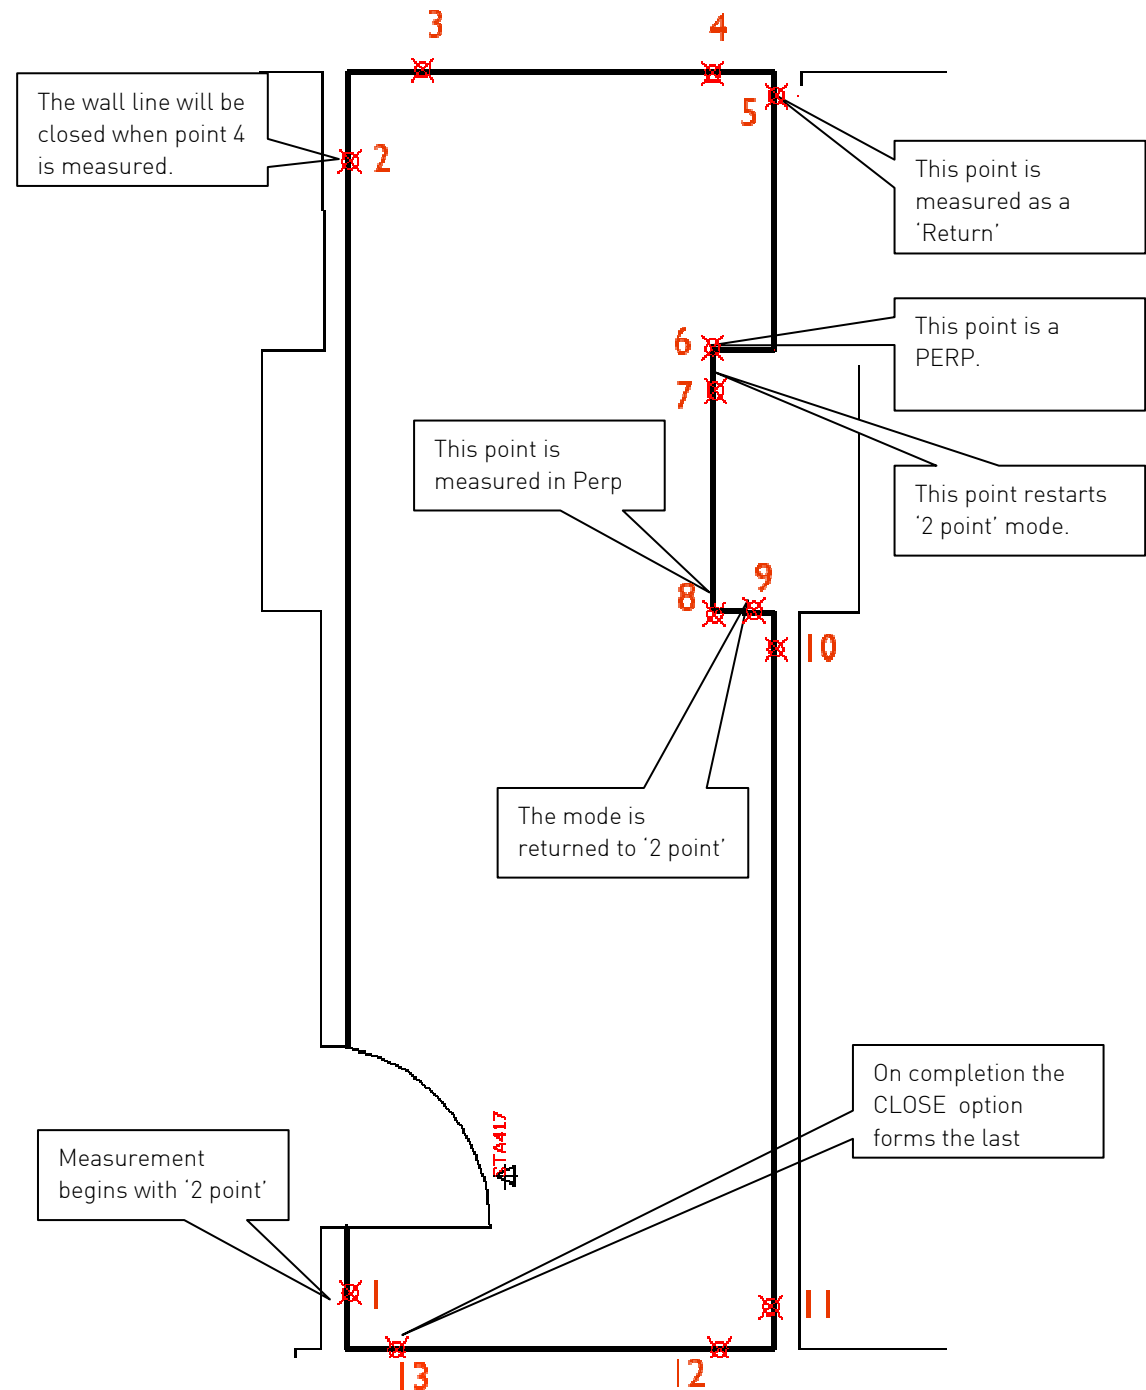 3
4
The wall line will be
closed when point 4
is measured.
2
5
This point is
measured as a
‘Return’
6
This point is a
PERP.
7
This point is
measured in Perp
This point restarts
‘2 point’ mode.
8
9
10
The mode is
returned to ‘2 point’
On completion the
CLOSE option
forms the last
STA417
Measurement
begins with ‘2 point’
1
11
13
12